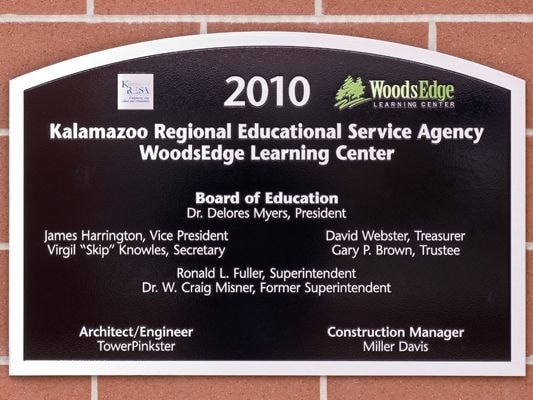 K RESA
2010
WoodsEdge
LEARNING CENTER
Kalamazoo Regional Educational Service Agency
WoodsEdge Learning Center
Board of Education
Dr. Delores Myers, President
James Harrington, Vice President
David Webster, Treasurer
Virgil “Skip” Knowles, Secretary
Gary P. Brown, Trustee
Ronald L. Fuller, Superintendent
Dr. W. Craig Misner, Former Superintendent
Architect/Engineer
Construction Manager
TowerPinkster
Miller Davis